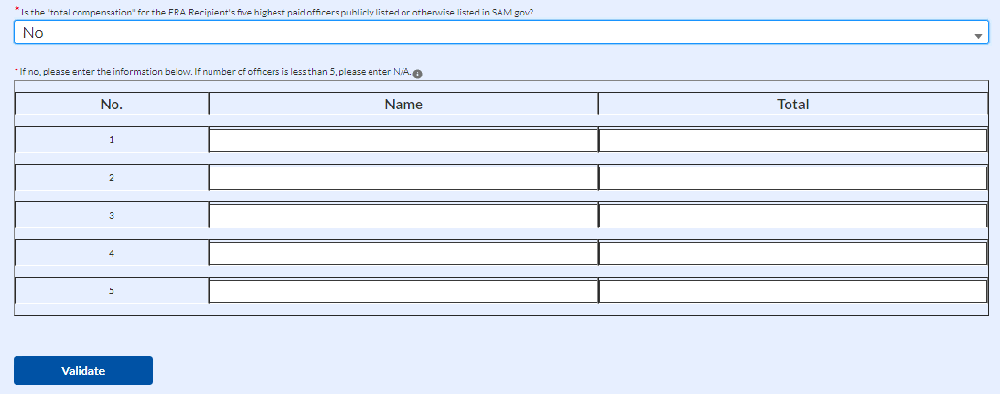 * Is the "total compensation" for the ERA Recipient's five highest paid officers publicly listed or otherwise listed in SAM.gov?
No
* If no, please enter the information below. If number of officers is less than 5, please enter N/A.
No. Name Total
1
2
3
4
5
Validate